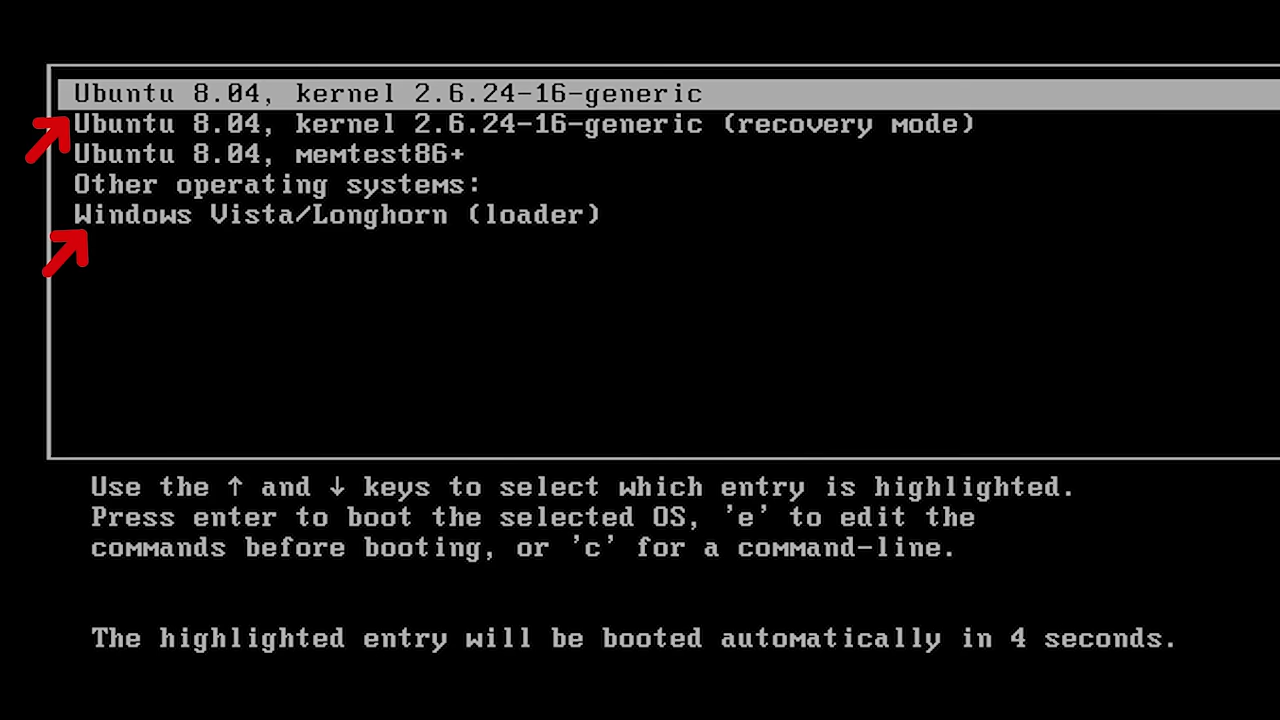 Ubuntu 8.04, kernel 2.6.24-16-generic
Ubuntu 8.04, kernel 2.6.24-16-generic (recovery mode)
Ubuntu 8.04, memtest86+
Other operating systems:
Windows Vista/Longhorn (loader)
Use the ↑ and ↓ keys to select which entry is highlighted.
Press enter to boot the selected OS, 'e' to edit the
commands before booting, or 'c' for a command-line.
The highlighted entry will be booted automatically in 4 seconds.